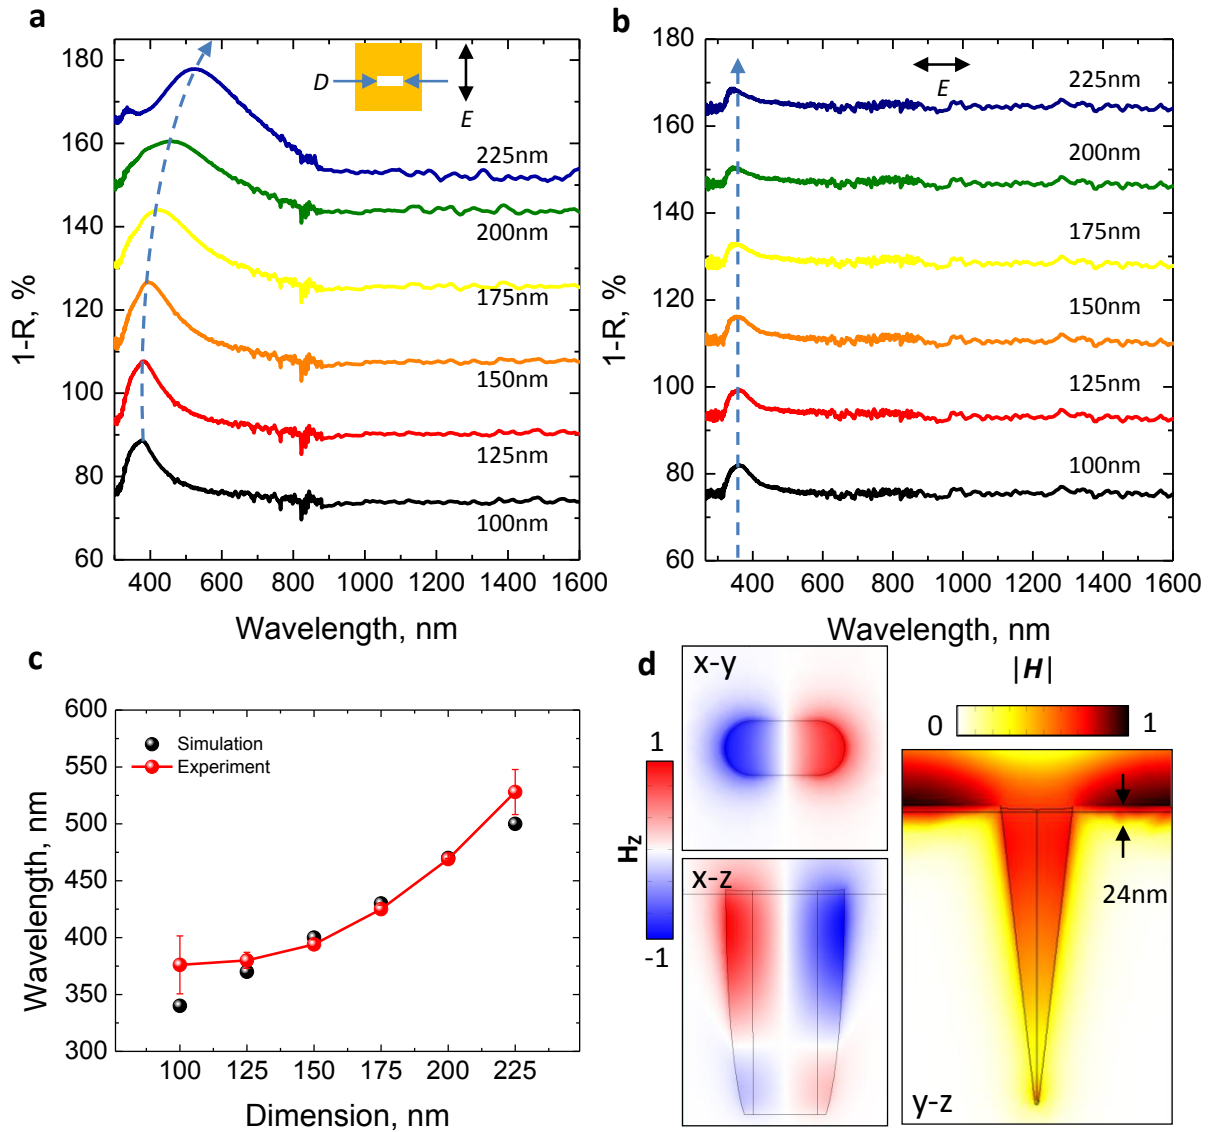 a
180
160
140
120
100
80
60
1-R, %
D
E
225nm
200nm
175nm
150nm
125nm
100nm
400 600 800 1000 1200 1400 1600
Wavelength, nm
b
180
160
140
120
100
80
60
1-R, %
E
225nm
200nm
175nm
150nm
125nm
100nm
400 600 800 1000 1200 1400 1600
Wavelength, nm
c
600
550
500
450
400
350
300
Wavelength, nm
Simulation
Experiment
100 125 150 175 200 225
Dimension, nm
d
x-y
1
Hz
-1
x-z
|H|
0 1
24nm
y-z